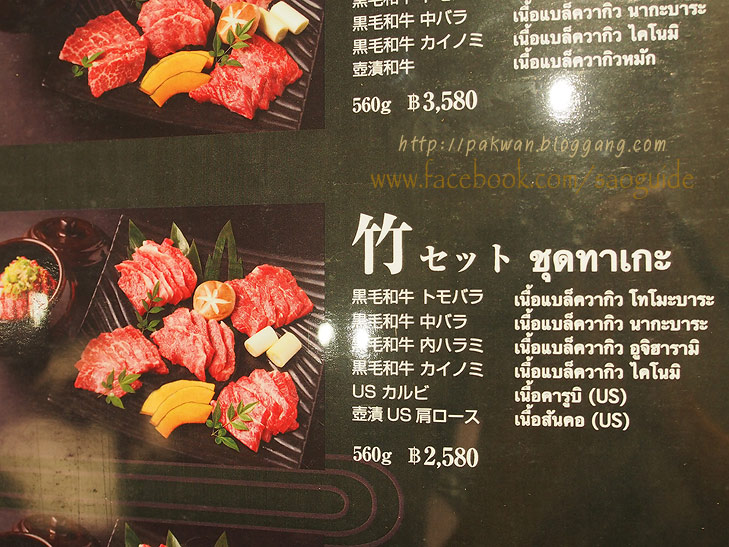 黒毛和牛 中バラ เนื้อแบล็ควากิว นากะบาระ
黒毛和牛 カイノミ เนื้อแบล็ควากิว ไคโนมิ
壺漬和牛 เนื้อแบล็ควากิวหมัก
560g ฿3,580
http://pakwan.bloggang.com
www.facebook.com/saoguide
竹セット ชุดทาเกะ
黒毛和牛 トモバラ เนื้อแบล็ควากิว โทโมะบาระ
黒毛和牛 中バラ เนื้อแบล็ควากิว นากะบาระ
黒毛和牛 内ハラミ เนื้อแบล็ควากิว อูจิฮารามิ
黒毛和牛 カイノミ เนื้อแบล็ควากิว ไคโนมิ
US カルビ เนื้อคารูบิ (US)
壺漬US肩ロース เนื้อสันคอ (US)
560g ฿2,580